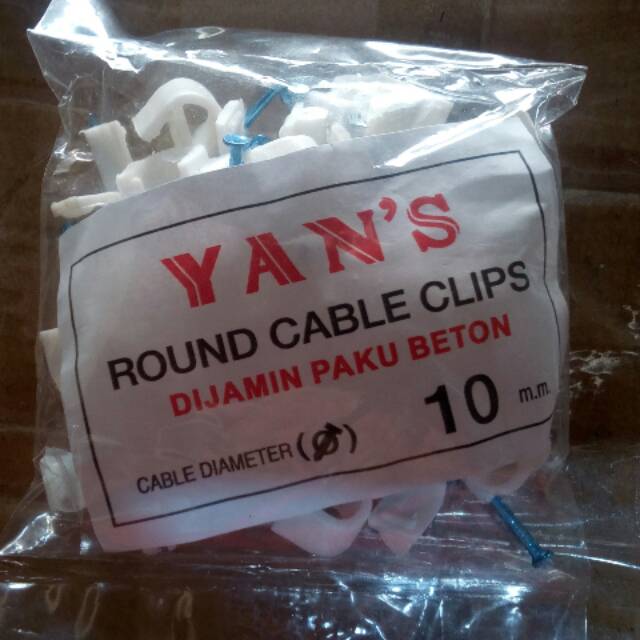 YAN'S
ROUND CABLE CLIPS
DIJAMIN PAKU BETON
10 m.m.
CABLE DIAMETER (Ø)